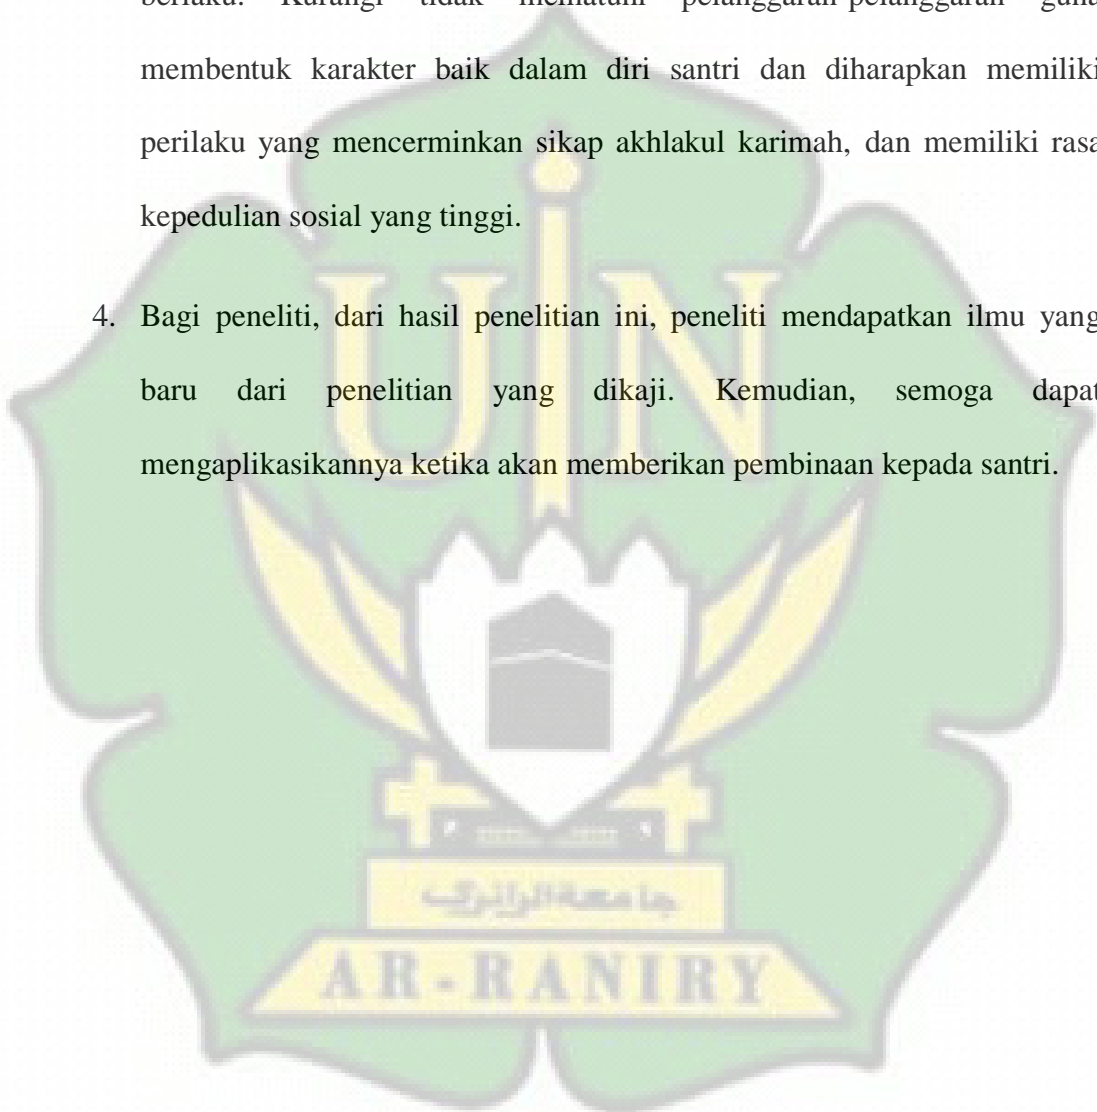 berlaku. Kurangi tidak mematuhi pelanggaran-pelanggaran guna
membentuk karakter baik dalam diri santri dan diharapkan memiliki
perilaku yang mencerminkan sikap akhlakul karimah, dan memiliki rasa
kepedulian sosial yang tinggi.
4. Bagi peneliti, dari hasil penelitian ini, peneliti mendapatkan ilmu yang
baru dari penelitian yang dikaji. Kemudian, semoga dapat
mengaplikasikannya ketika akan memberikan pembinaan kepada santri.
UIN
جامعة الرانري
AR-RANIRY